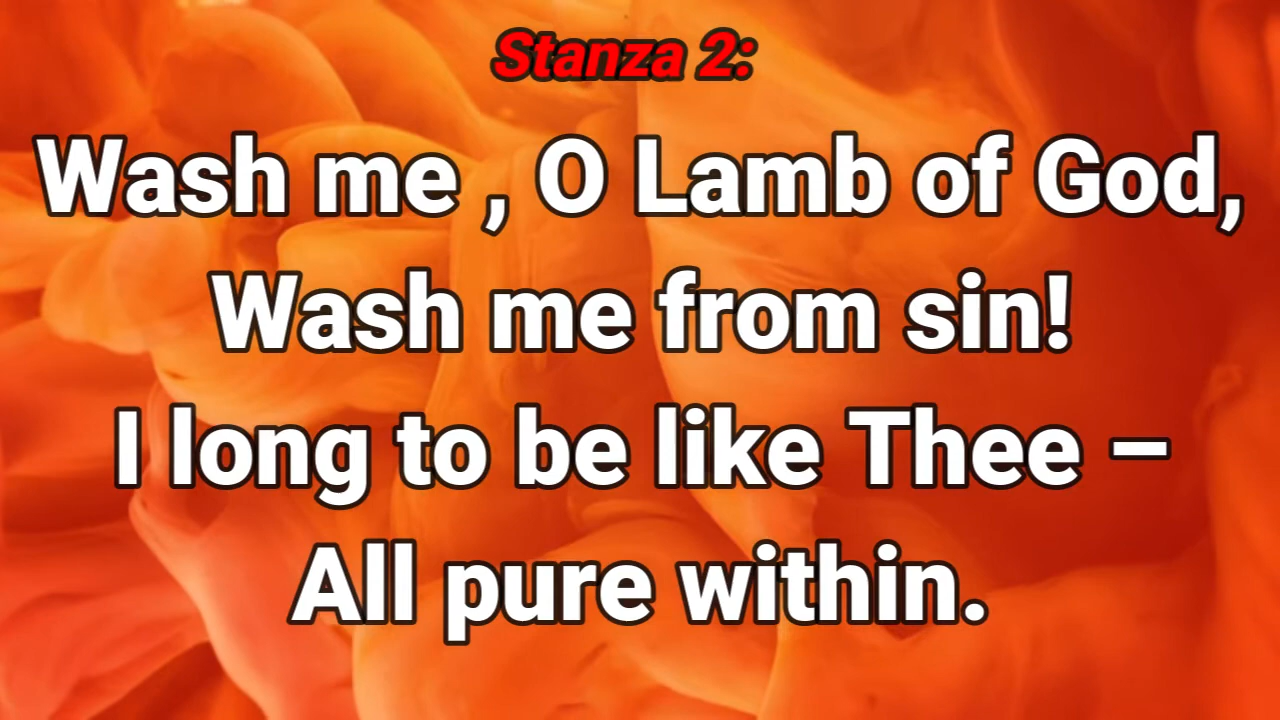 Stanza 2:
Wash me , O Lamb of God,
Wash me from sin!
I long to be like Thee –
All pure within.